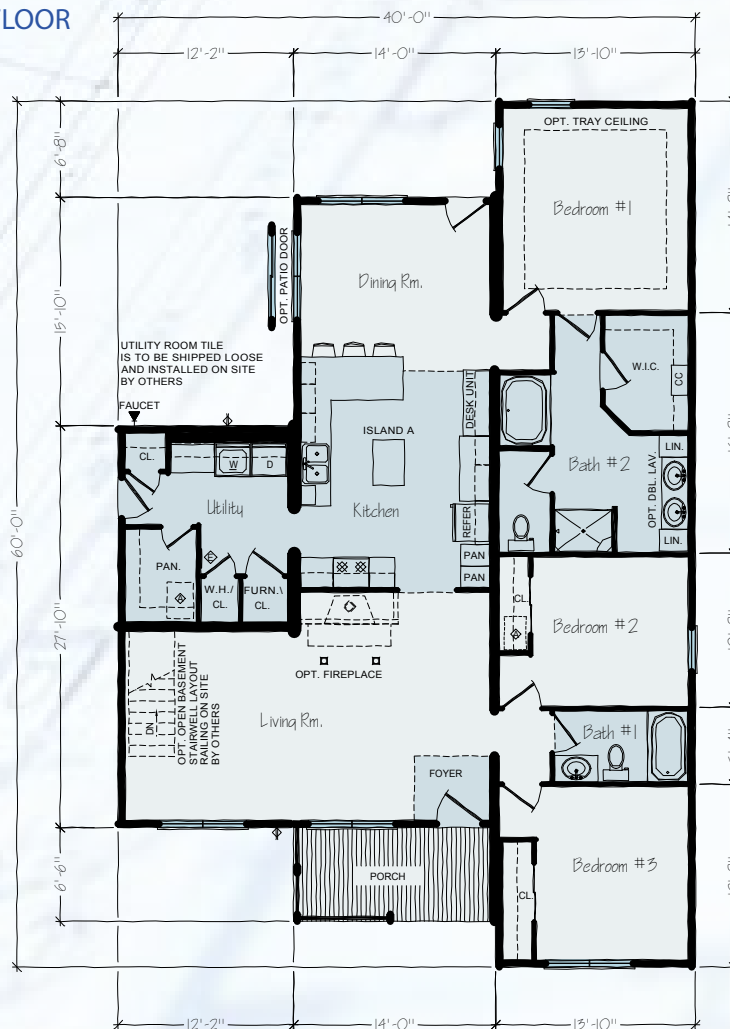 FLOOR
40'-0"
12'-2"
14'-0"
13'-10"
6'-8"
OPT. TRAY CEILING
Bedroom #1
OPT. PATIO DOOR
Dining Rm.
15'-10"
UTILITY ROOM TILE
IS TO BE SHIPPED LOOSE
AND INSTALLED ON SITE
BY OTHERS
FAUCET
DESK UNIT
W.I.C.
CC
ISLAND A
CL.
W
D
Bath #2
OPT. DBL. LAV.
LIN.
LIN.
Utility
Kitchen
REFER
60'-0"
PAN.
PAN
PAN
W.H./
CL.
FURN.\
CL.
A
CL.
A
Bedroom #2
27'-10"
OPT. FIREPLACE
DN
OPT. OPEN BASEMENT
STAIRWELL LAYOUT
RAILING ON SITE
BY OTHERS
Living Rm.
Bath #1
FOYER
6'-6"
PORCH
Bedroom #3
CL.
12'-2"
14'-0"
13'-10"